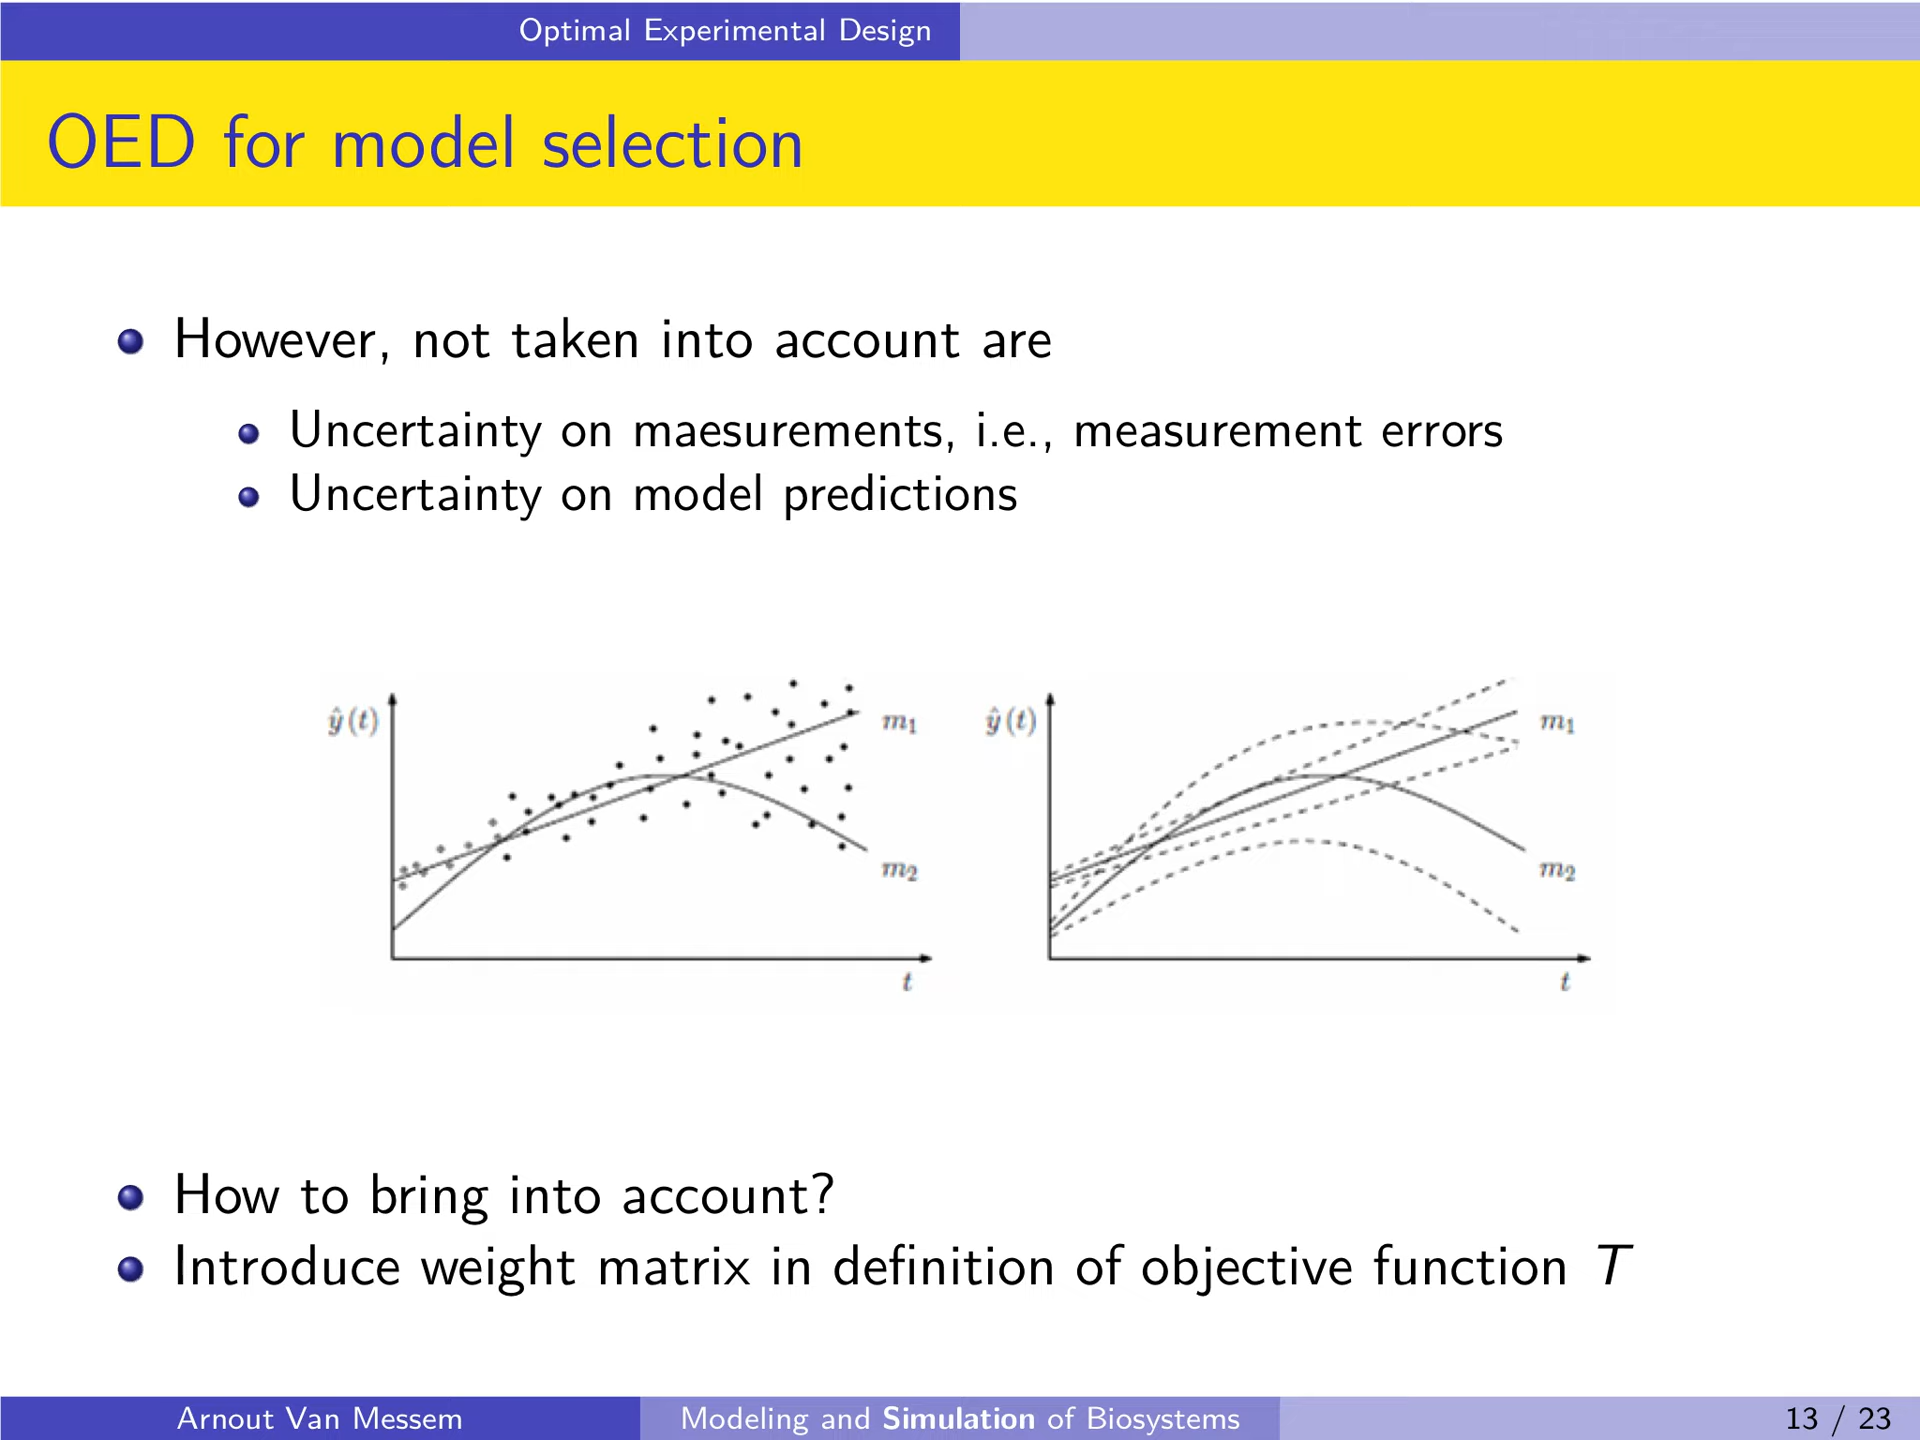 Optimal Experimental Design
OED for model selection
However, not taken into account are
Uncertainty on maesurements, i.e., measurement errors
Uncertainty on model predictions
ŷ(t)
m₁
m₂
t
ŷ(t)
m₁
m₂
t
How to bring into account?
Introduce weight matrix in definition of objective function T
Arnout Van Messem
Modeling and Simulation of Biosystems
13 / 23